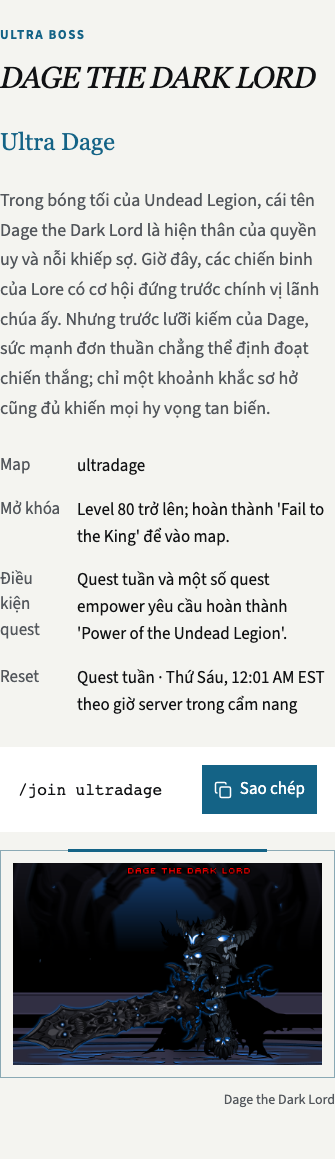 ULTRA BOSS
DAGE THE DARK LORD
Ultra Dage
Trong bóng tối của Undead Legion, cái tên
Dage the Dark Lord là hiện thân của quyền
uy và nỗi khiếp sợ. Giờ đây, các chiến binh
của Lore có cơ hội đứng trước chính vị lãnh
chúa ấy. Nhưng trước lưỡi kiếm của Dage,
sức mạnh đơn thuần chẳng thể định đoạt
chiến thắng; chỉ một khoảnh khắc sơ hở
cũng đủ khiến mọi hy vọng tan biến.
Map
ultradage
Mở khóa
Level 80 trở lên; hoàn thành 'Fail to
the King' để vào map.
Điều
kiện
quest
Quest tuần và một số quest
empower yêu cầu hoàn thành
'Power of the Undead Legion'.
Reset
Quest tuần · Thứ Sáu, 12:01 AM EST
theo giờ server trong cẩm nang
/join ultradage
Sao chép
DAGE THE DARK LORD
Dage the Dark Lord